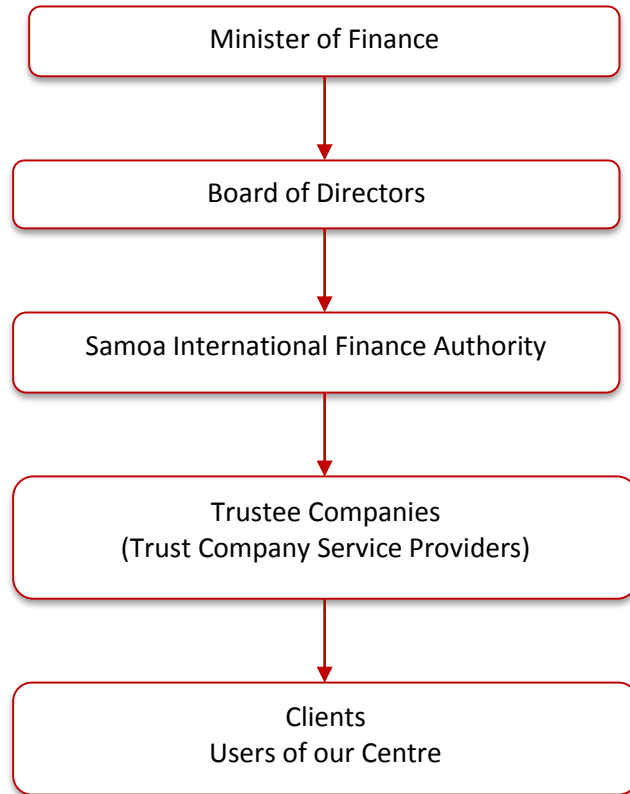 Minister of Finance
Board of Directors
Samoa International Finance Authority
Trustee Companies
(Trust Company Service Providers)
Clients
Users of our Centre